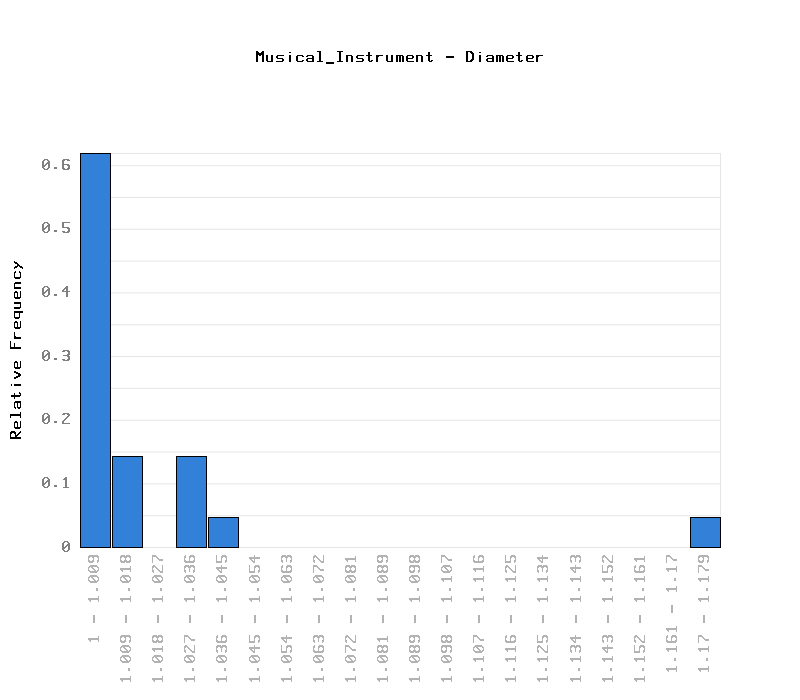 Musical_Instrument - Diameter
Relative Frequency
0.6
0.5
0.4
0.3
0.2
0.1
0
1 - 1.009
1.009 - 1.018
1.018 - 1.027
1.027 - 1.036
1.036 - 1.045
1.045 - 1.054
1.054 - 1.063
1.063 - 1.072
1.072 - 1.081
1.081 - 1.089
1.089 - 1.098
1.098 - 1.107
1.107 - 1.116
1.116 - 1.125
1.125 - 1.134
1.134 - 1.143
1.143 - 1.152
1.152 - 1.161
1.161 - 1.17
1.17 - 1.179